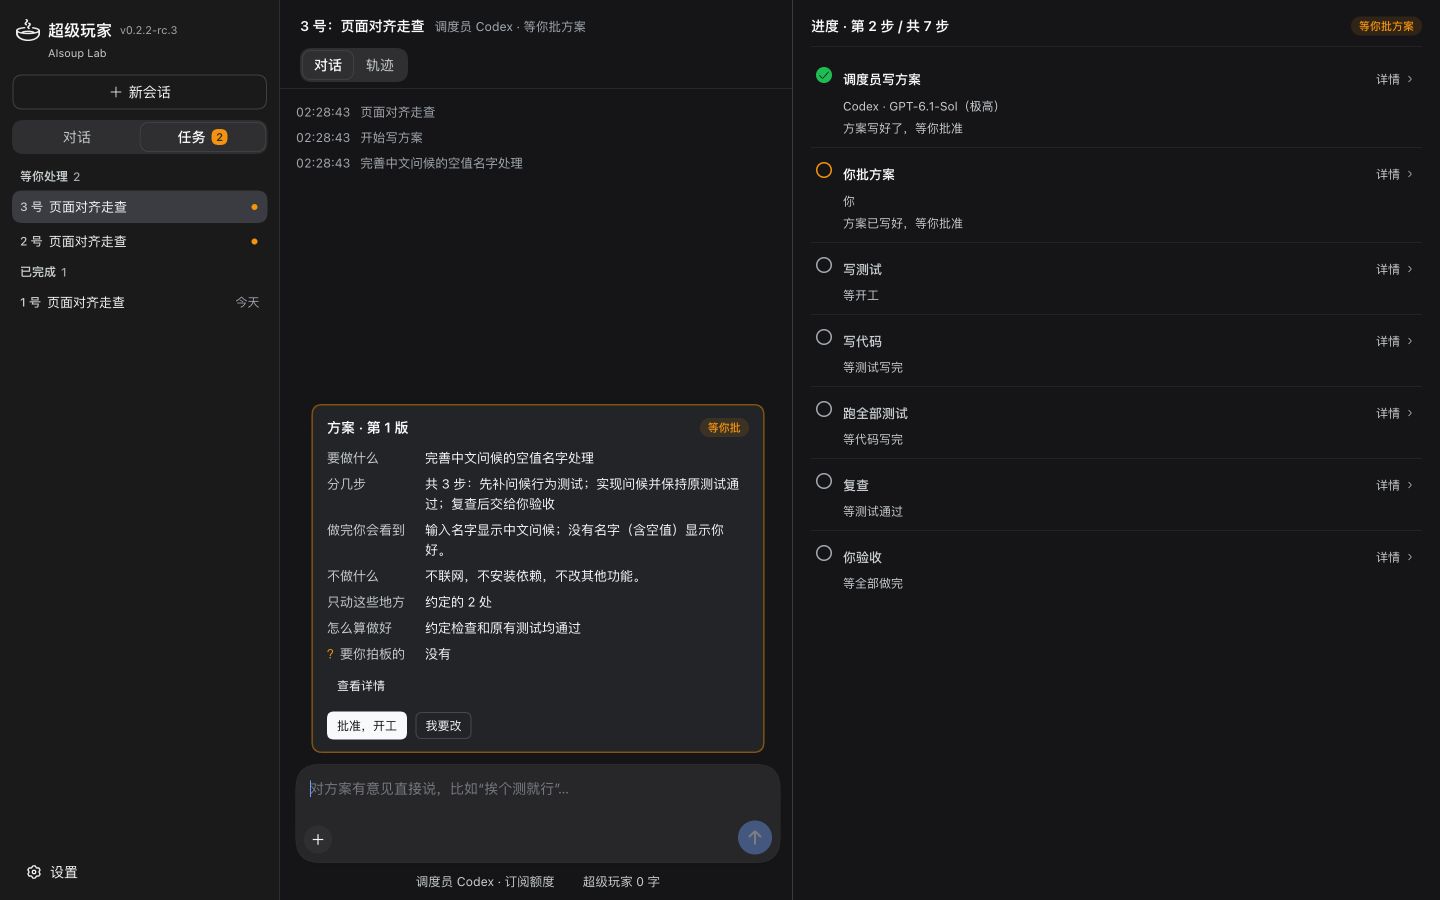 超级玩家 v0.2.2-rc.3
AIsoup Lab
新会话
对话
任务 2
等你处理 2
3 号 页面对齐走查
2 号 页面对齐走查
已完成 1
1 号 页面对齐走查 今天
设置
3 号：页面对齐走查 调度员 Codex · 等你批方案
对话 轨迹
02:28:43 页面对齐走查
02:28:43 开始写方案
02:28:43 完善中文问候的空值名字处理
方案 · 第 1 版 等你批
要做什么 完善中文问候的空值名字处理
分几步 共 3 步：先补问候行为测试；实现问候并保持原测试通
过；复查后交给你验收
做完你会看到 输入名字显示中文问候；没有名字（含空值）显示你
好。
不做什么 不联网，不安装依赖，不改其他功能。
只动这些地方 约定的 2 处
怎么算做好 约定检查和原有测试均通过
? 要你拍板的 没有
查看详情
批准，开工 我要改
对方案有意见直接说，比如“挨个测就行”...
调度员 Codex · 订阅额度 超级玩家 0 字
进度 · 第 2 步 / 共 7 步 等你批方案
调度员写方案 详情
Codex · GPT-6.1-Sol（极高）
方案写好了，等你批准
你批方案 详情
你
方案已写好，等你批准
写测试 详情
等开工
写代码 详情
等测试写完
跑全部测试 详情
等代码写完
复查 详情
等测试通过
你验收 详情
等全部做完